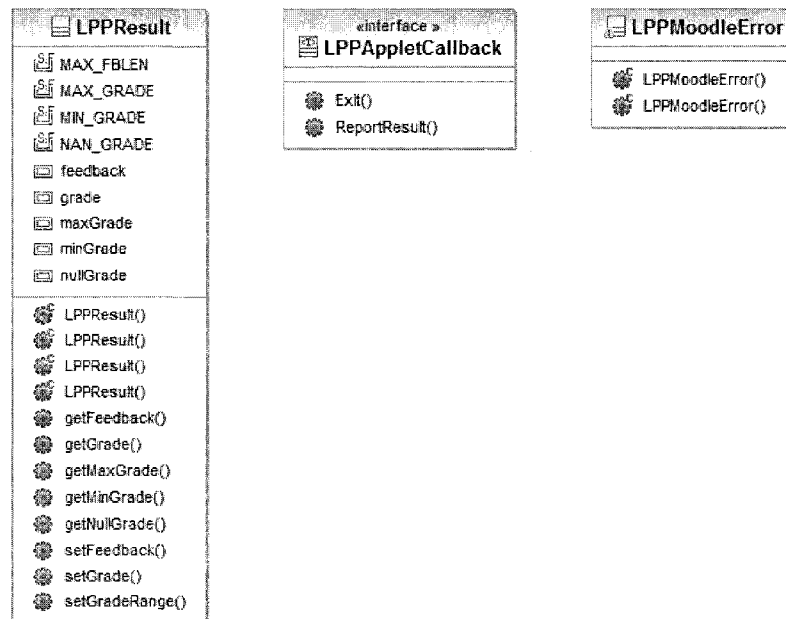 LPPResult
MAX_FBLEN
MAX_GRADE
MIN_GRADE
NAN_GRADE
feedback
grade
maxGrade
minGrade
nullGrade
LPPResult()
LPPResult()
LPPResult()
LPPResult()
getFeedback()
getGrade()
getMaxGrade()
getMinGrade()
getNullGrade()
setFeedback()
setGrade()
setGradeRange()
«interface »
LPPAppletCallback
Exit()
ReportResult()
LPPMoodleError
LPPMoodleError()
LPPMoodleError()